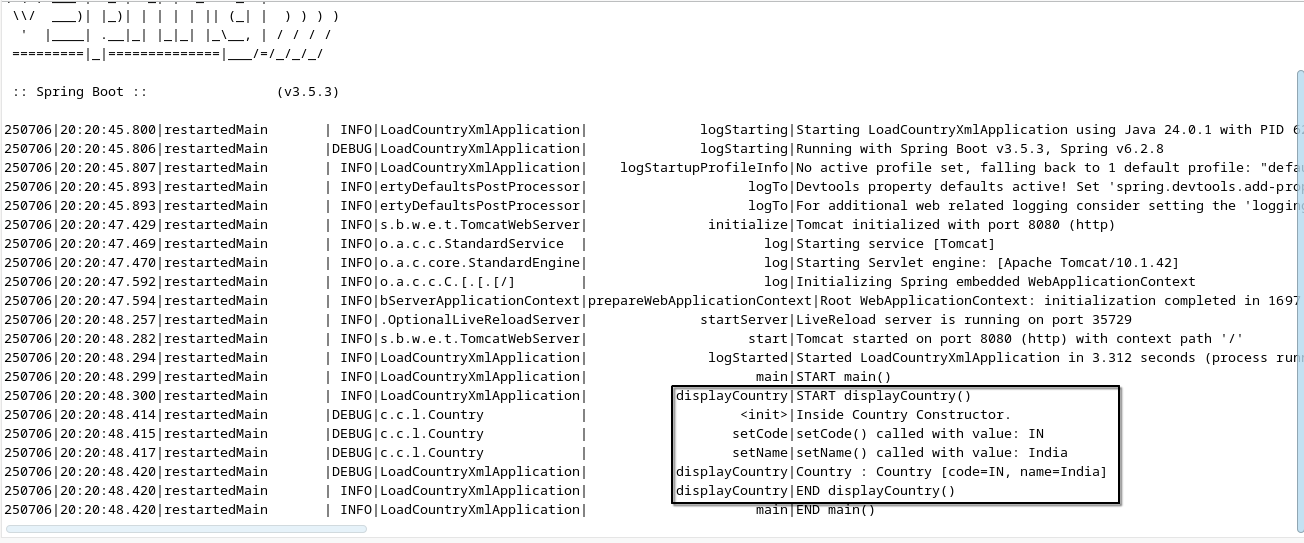 \\/  ___)| |_)| | | | | || (_| |  ) ) ) )
  '  |____| .__|_| |_|_| |_\__, | / / / /
 =========|_|==============|___/=/_/_/_/
 :: Spring Boot ::                (v3.5.3)
250706|20:20:45.800|restartedMain       | INFO|LoadCountryXmlApplication|              logStarting|Starting LoadCountryXmlApplication using Java 24.0.1 with PID
250706|20:20:45.806|restartedMain       |DEBUG|LoadCountryXmlApplication|              logStarting|Running with Spring Boot v3.5.3, Spring v6.2.8
250706|20:20:45.807|restartedMain       | INFO|LoadCountryXmlApplication|    logStartupProfileInfo|No active profile set, falling back to 1 default profile: "defau
250706|20:20:45.893|restartedMain       | INFO|ertyDefaultsPostProcessor|                    logTo|Devtools property defaults active! Set 'spring.devtools.add-prop
250706|20:20:45.893|restartedMain       | INFO|ertyDefaultsPostProcessor|                    logTo|For additional web related logging consider setting the 'logging
250706|20:20:47.429|restartedMain       | INFO|s.b.w.e.t.TomcatWebServer|               initialize|Tomcat initialized with port 8080 (http)
250706|20:20:47.469|restartedMain       | INFO|o.a.c.c.StandardService  |                      log|Starting service [Tomcat]
250706|20:20:47.470|restartedMain       | INFO|o.a.c.core.StandardEngine|                      log|Starting Servlet engine: [Apache Tomcat/10.1.42]
250706|20:20:47.592|restartedMain       | INFO|o.a.c.c.C.[.[.[/]        |                      log|Initializing Spring embedded WebApplicationContext
250706|20:20:47.594|restartedMain       | INFO|bServerApplicationContext|prepareWebApplicationContext|Root WebApplicationContext: initialization completed in 1697
250706|20:20:48.257|restartedMain       | INFO|.OptionalLiveReloadServer|              startServer|LiveReload server is running on port 35729
250706|20:20:48.282|restartedMain       | INFO|s.b.w.e.t.TomcatWebServer|                    start|Tomcat started on port 8080 (http) with context path '/'
250706|20:20:48.294|restartedMain       | INFO|LoadCountryXmlApplication|               logStarted|Started LoadCountryXmlApplication in 3.312 seconds (process runn
250706|20:20:48.299|restartedMain       | INFO|LoadCountryXmlApplication|                     main|START main()
250706|20:20:48.300|restartedMain       | INFO|LoadCountryXmlApplication|           displayCountry|START displayCountry()
250706|20:20:48.414|restartedMain       |DEBUG|c.c.l.Country            |                   <init>|Inside Country Constructor.
250706|20:20:48.415|restartedMain       |DEBUG|c.c.l.Country            |                  setCode|setCode() called with value: IN
250706|20:20:48.417|restartedMain       |DEBUG|c.c.l.Country            |                  setName|setName() called with value: India
250706|20:20:48.420|restartedMain       |DEBUG|LoadCountryXmlApplication|           displayCountry|Country : Country [code=IN, name=India]
250706|20:20:48.420|restartedMain       | INFO|LoadCountryXmlApplication|           displayCountry|END displayCountry()
250706|20:20:48.420|restartedMain       | INFO|LoadCountryXmlApplication|                     main|END main()